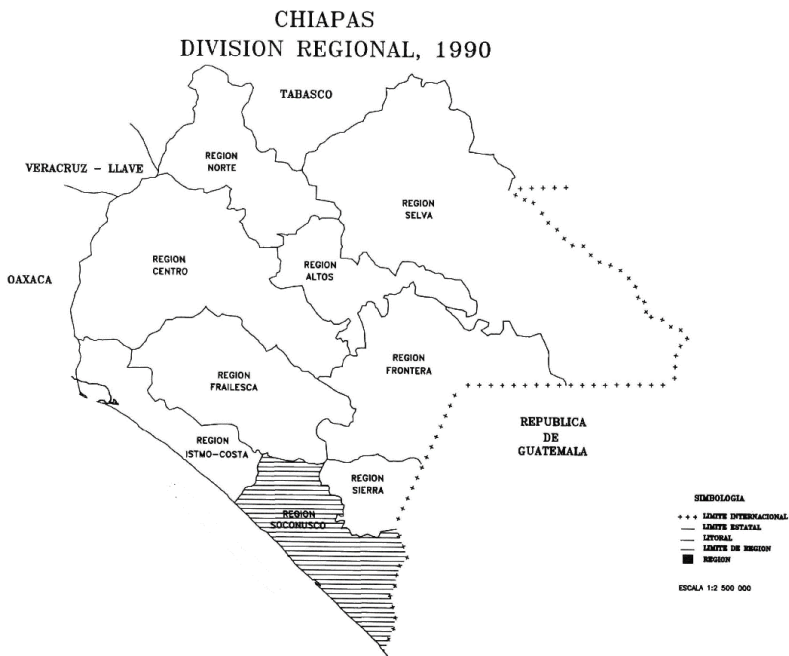 CHIAPAS
DIVISION REGIONAL, 1990
TABASCO
VERACRUZ - LLAVE
REGION
NORTE
REGION
SELVA
REGION
CENTRO
REGION
ALTOS
OAXACA
REGION
FRONTERA
REGION
FRAILESCA
REPUBLICA
DE
GUATEMALA
REGION
ISTMO-COSTA
REGION
SIERRA
REGION
SOCONUSCO
SIMBOLOGIA
LIMITE INTERNACIONAL
LIMITE ESTATAL
LITORAL
LIMITE DE REGION
REGION
ESCALA 1:2 500 000